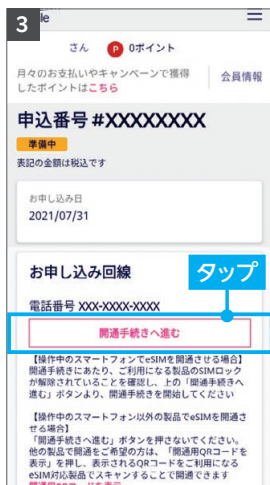 3
le
さん P 0ポイント
月々のお支払いやキャンペーンで獲得
したポイントはこちら
会員情報
申込番号 #XXXXXXXX
準備中
表記の金額は税込です
お申し込み日
2021/07/31
お申し込み回線
タップ
電話番号 XXX-XXXX-XXXX
開通手続きへ進む
【操作中のスマートフォンでeSIMを開通させる場合】
開通手続きにあたり、ご利用になる製品のSIMロック
が解除されていることを確認し、上の「開通手続きへ
進む」ボタンより、開通手続きを開始してください
【操作中のスマートフォン以外の製品でeSIMを開通さ
せる場合】
「開通手続きへ進む」ボタンを押さないでください。
他の製品で開通をご希望の方は、「開通用QRコードを
表示」を押し、表示されるQRコードをご利用になる
eSIM対応製品でスキャンすることで開通できます
開通用QRコードを表示